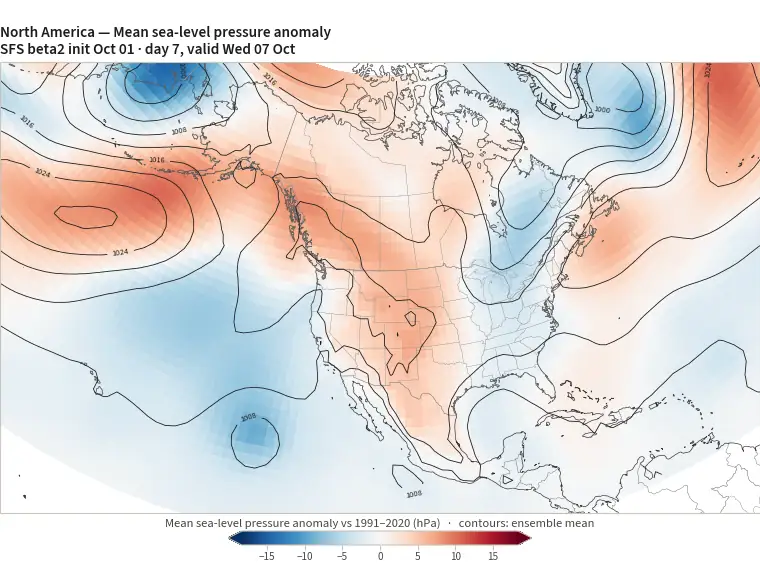 North America — Mean sea-level pressure anomaly
SFS beta2 init Oct 01 · day 7, valid Wed 07 Oct
1016
1024
1000
1008
1016
1016
1024
1024
1008
1008
Mean sea-level pressure anomaly vs 1991–2020 (hPa) · contours: ensemble mean
−15 −10 −5 0 5 10 15